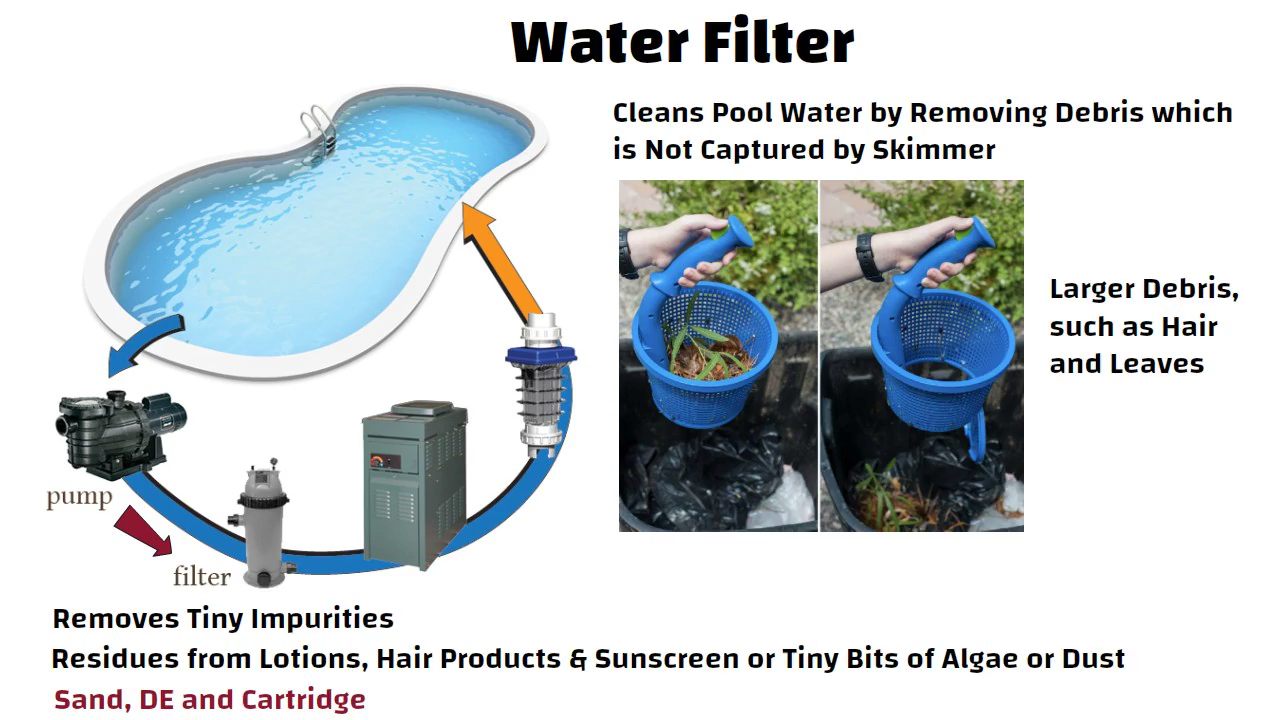 Water Filter
Cleans Pool Water by Removing Debris which
is Not Captured by Skimmer
Larger Debris,
such as Hair
and Leaves
pump
filter
Removes Tiny Impurities
Residues from Lotions, Hair Products & Sunscreen or Tiny Bits of Algae or Dust
Sand, DE and Cartridge